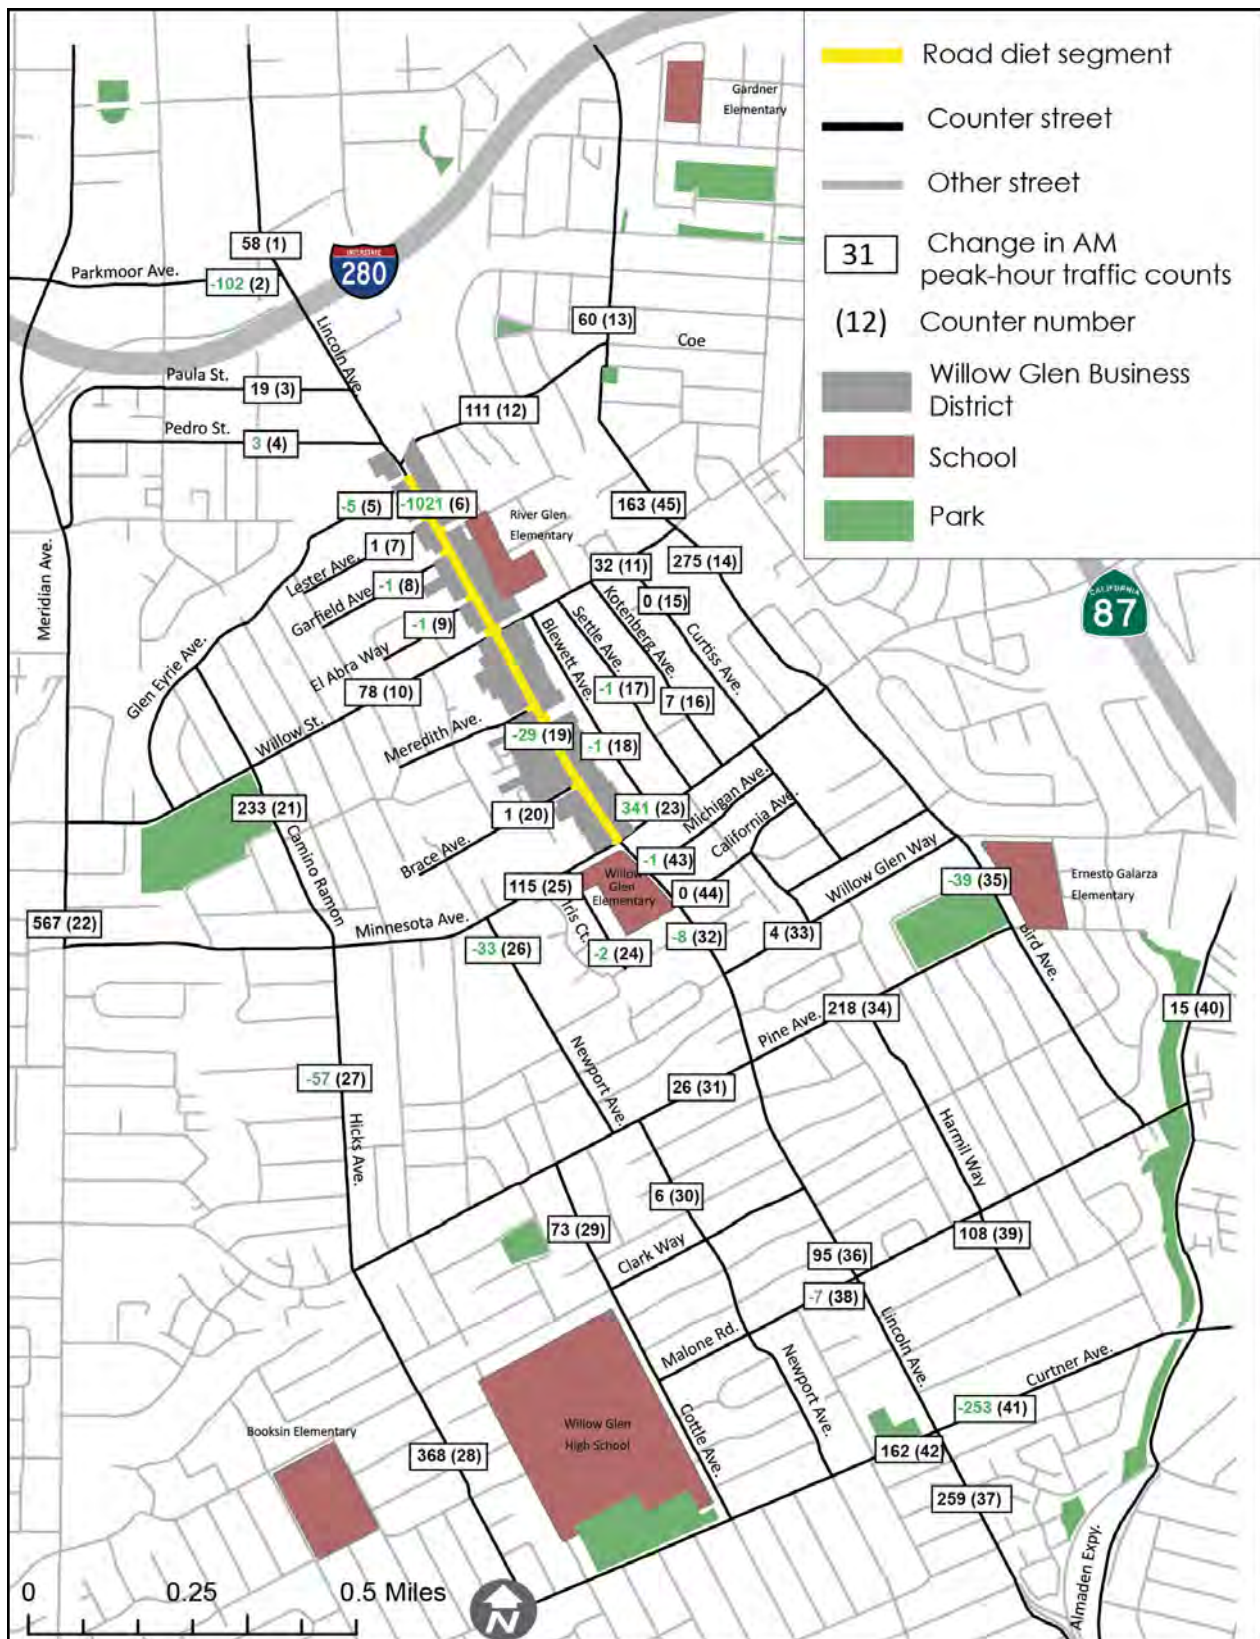 Road diet segment
Counter street
Other street
31
Change in AM
peak-hour traffic counts
(12)
Counter number
Willow Glen Business
District
School
Park
Gardner
Elementary
58 (1)
INTERSTATE
280
Parkmoor Ave.
-102 (2)
Lincoln Ave.
60 (13)
Coe
Paula St.
19 (3)
111 (12)
Pedro St.
3 (4)
-5 (5)
-1021 (6)
163 (45)
River Glen
Elementary
1 (7)
Lester Ave.
32 (11)
275 (14)
-1 (8)
Garfield Ave.
0 (15)
CALIFORNIA
87
Meridian Ave.
-1 (9)
El Abra Way
Kotenberg Ave.
Settle Ave.
Blewett Ave.
Curtiss Ave.
Glen Eyrie Ave.
78 (10)
Willow St.
-1 (17)
7 (16)
Meredith Ave.
-29 (19)
-1 (18)
233 (21)
1 (20)
341 (23)
Michigan Ave.
California Ave.
Camino Ramon
Brace Ave.
-1 (43)
Willow Glen Way
Willow
Glen
Elementary
-39 (35)
Ernesto Galarza
Elementary
115 (25)
0 (44)
567 (22)
Minnesota Ave.
Iris Ct.
-33 (26)
-2 (24)
-8 (32)
4 (33)
Bird Ave.
218 (34)
15 (40)
Pine Ave.
-57 (27)
Newport Ave.
26 (31)
Hicks Ave.
Harmil Way
6 (30)
73 (29)
108 (39)
Clark Way
95 (36)
-7 (38)
Malone Rd.
Lincoln Ave.
Newport Ave.
Curtner Ave.
-253 (41)
Cottle Ave.
Booksin Elementary
Willow Glen
High School
368 (28)
162 (42)
259 (37)
Almaden Expy.
0 0.25 0.5 Miles
N